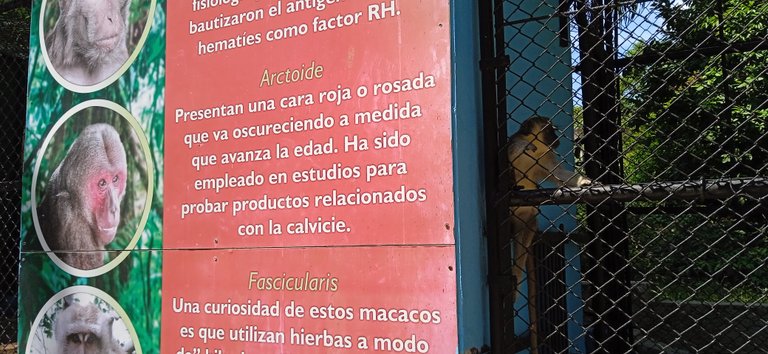 bautizaron el antígeno
hematíes como factor RH.
Arctoide
Presentan una cara roja o rosada
que va oscureciendo a medida
que avanza la edad. Ha sido
empleado en estudios para
probar productos relacionados
con la calvicie.
Fascicularis
Una curiosidad de estos macacos
es que utilizan hierbas a modo